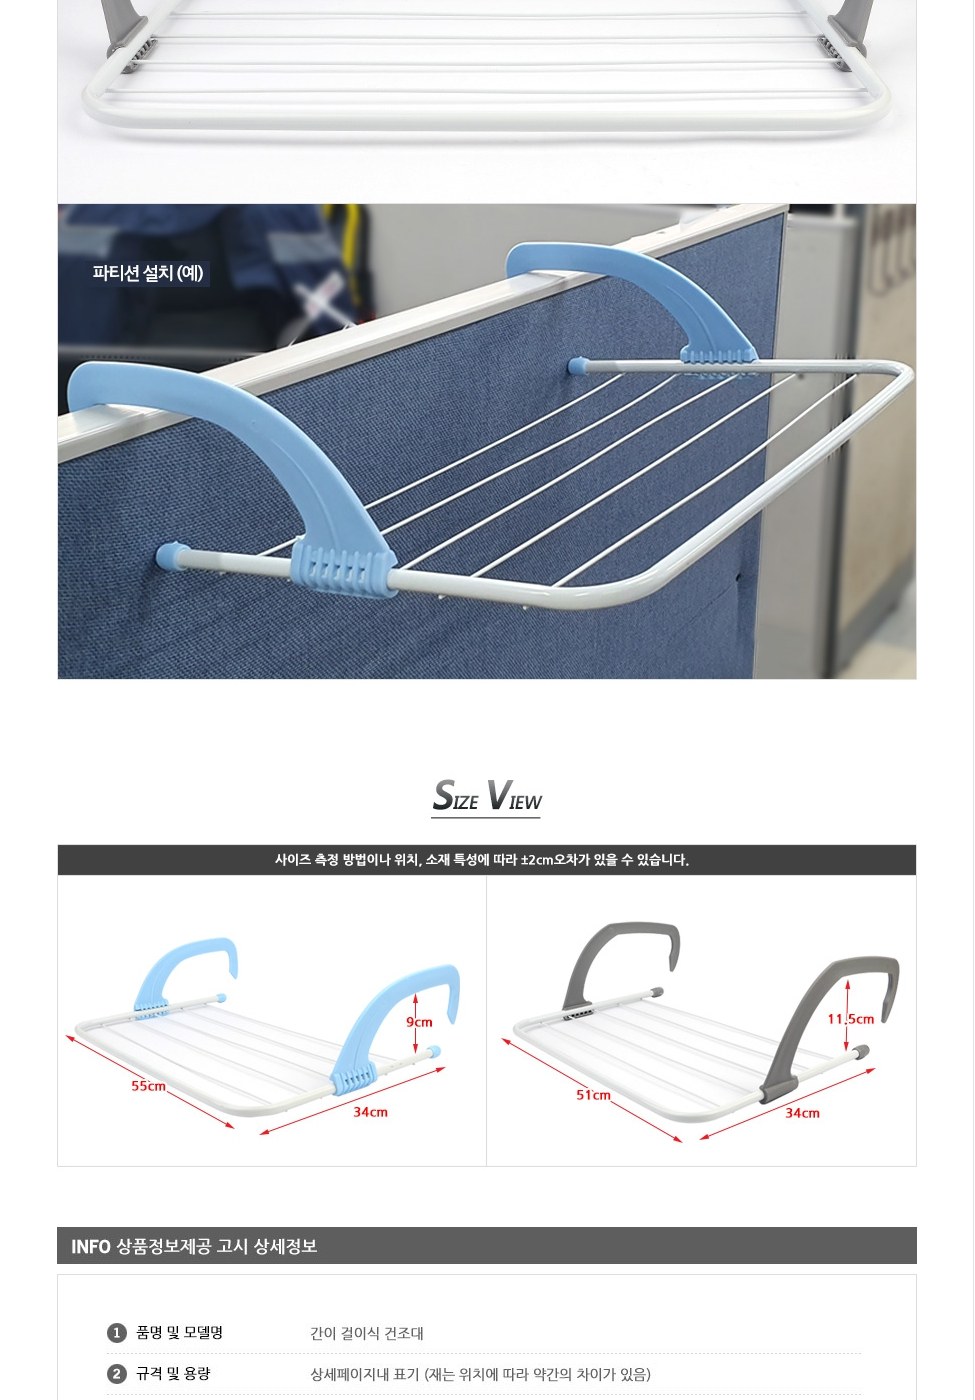 파티션 설치 (예)
SIZE VIEW
사이즈 측정 방법이나 위치, 소재 특성에 따라 ±2cm오차가 있을 수 있습니다.
9cm
55cm
34cm
11.5cm
51cm
34cm
INFO 상품정보제공 고시 상세정보
1 품명 및 모델명 간이 걸이식 건조대
2 규격 및 용량 상세페이지내 표기 (재는 위치에 따라 약간의 차이가 있음)